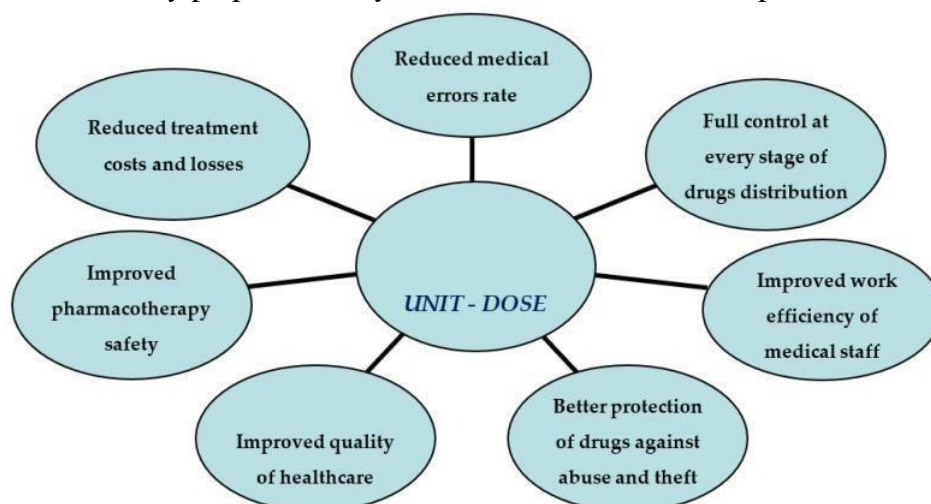 Reduced medical
errors rate
Reduced treatment
costs and losses
Full control at
every stage of
drugs distribution
Improved
pharmacotherapy
safety
UNIT - DOSE
Improved work
efficiency of
medical staff
Improved quality
of healthcare
Better protection
of drugs against
abuse and theft